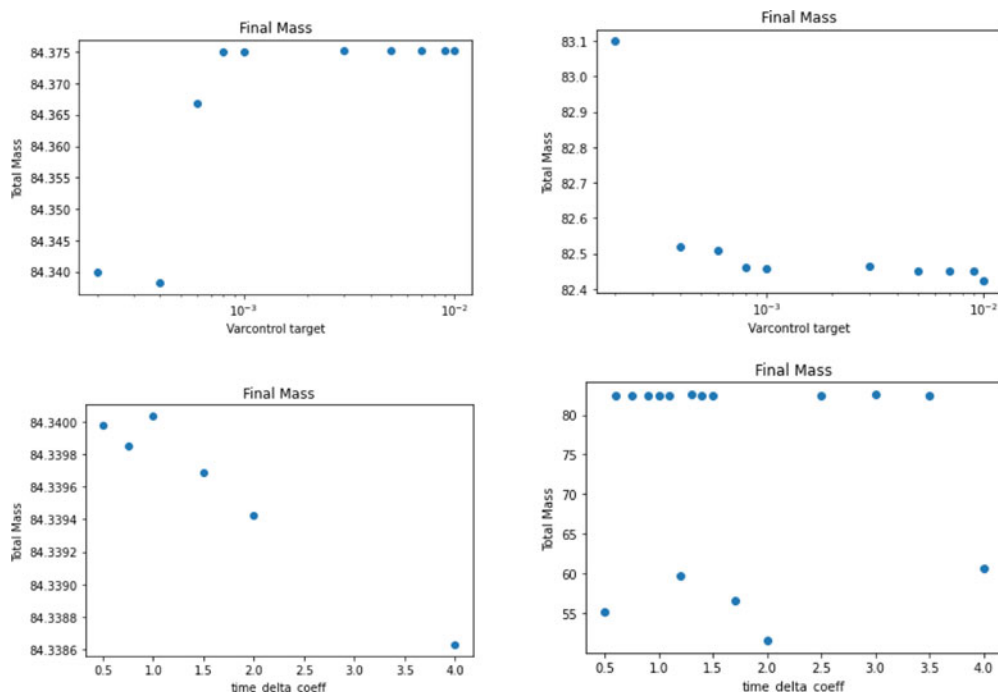 Final Mass
Total Mass
84.375
84.370
84.365
84.360
84.355
84.350
84.345
84.340
10⁻³
10⁻²
Varcontrol target
Final Mass
Total Mass
83.1
83.0
82.9
82.8
82.7
82.6
82.5
82.4
10⁻³
10⁻²
Varcontrol target
Final Mass
Total Mass
84.3400
84.3398
84.3396
84.3394
84.3392
84.3390
84.3388
84.3386
0.5 1.0 1.5 2.0 2.5 3.0 3.5 4.0
time_delta_coeff
Final Mass
Total Mass
80
75
70
65
60
55
0.5 1.0 1.5 2.0 2.5 3.0 3.5 4.0
time_delta_coeff